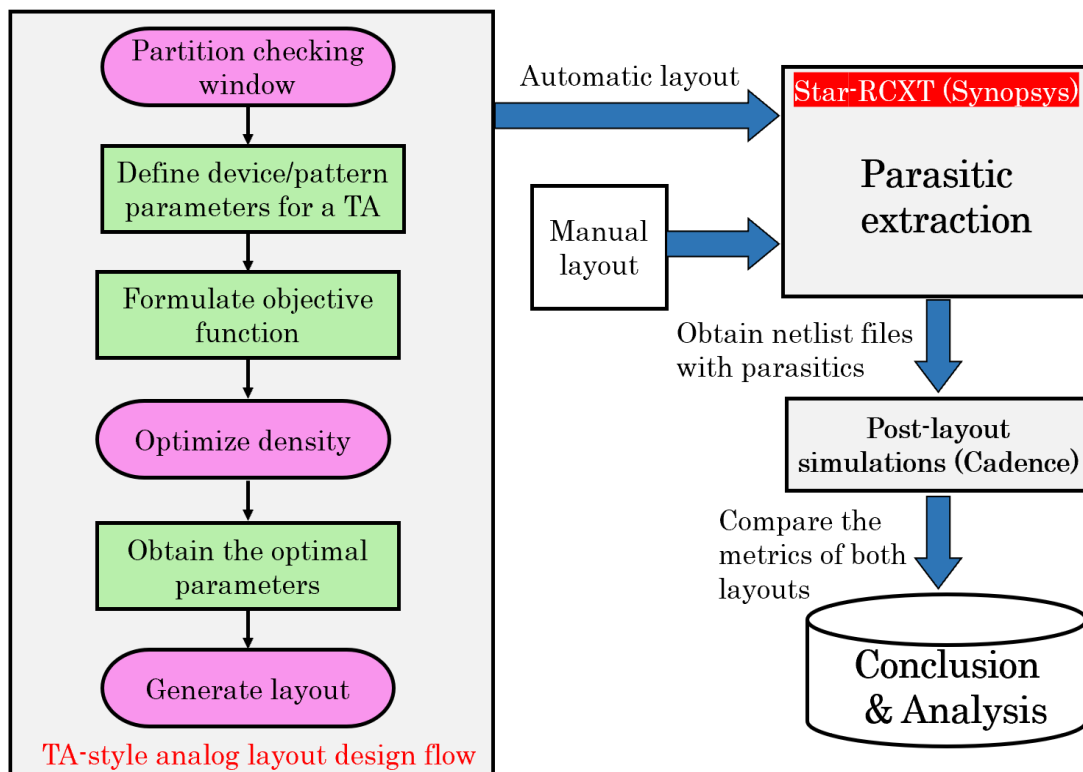 Partition checking
window
Define device/pattern
parameters for a TA
Formulate objective
function
Optimize density
Obtain the optimal
parameters
Generate layout
TA-style analog layout design flow
Automatic layout
Manual
layout
Star-RCXT (Synopsys)
Parasitic
extraction
Obtain netlist files
with parasitics
Post-layout
simulations (Cadence)
Compare the
metrics of both
layouts
Conclusion
& Analysis